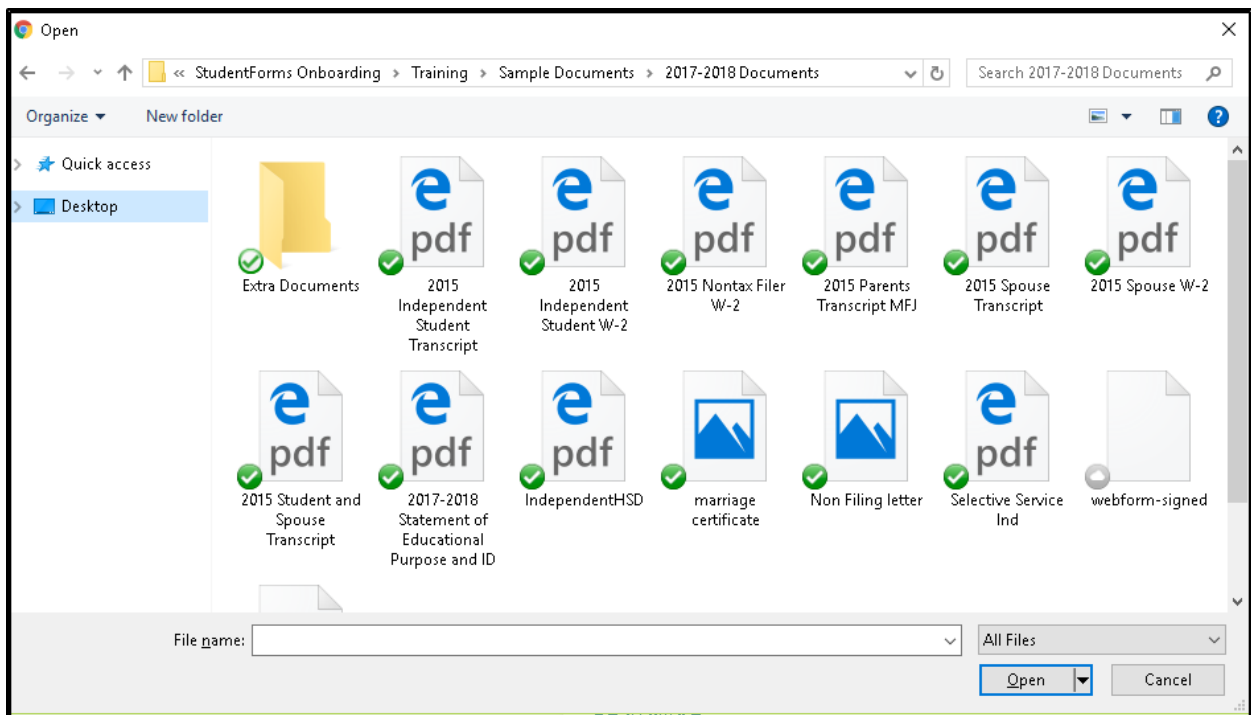 Open
« StudentForms Onboarding > Training > Sample Documents > 2017-2018 Documents
Search 2017-2018 Documents
Organize
New folder
Quick access
Desktop
Extra Documents
pdf
2015
Independent
Student
Transcript
pdf
2015
Independent
Student W-2
pdf
2015 Nontax Filer
W-2
pdf
2015 Parents
Transcript MFJ
pdf
2015 Spouse
Transcript
pdf
2015 Spouse W-2
pdf
2015 Student and
Spouse
Transcript
pdf
2017-2018
Statement of
Educational
Purpose and ID
pdf
IndependentHSD
marriage
certificate
Non Filing letter
pdf
Selective Service
Ind
webform-signed
File name:
All Files
Open
Cancel